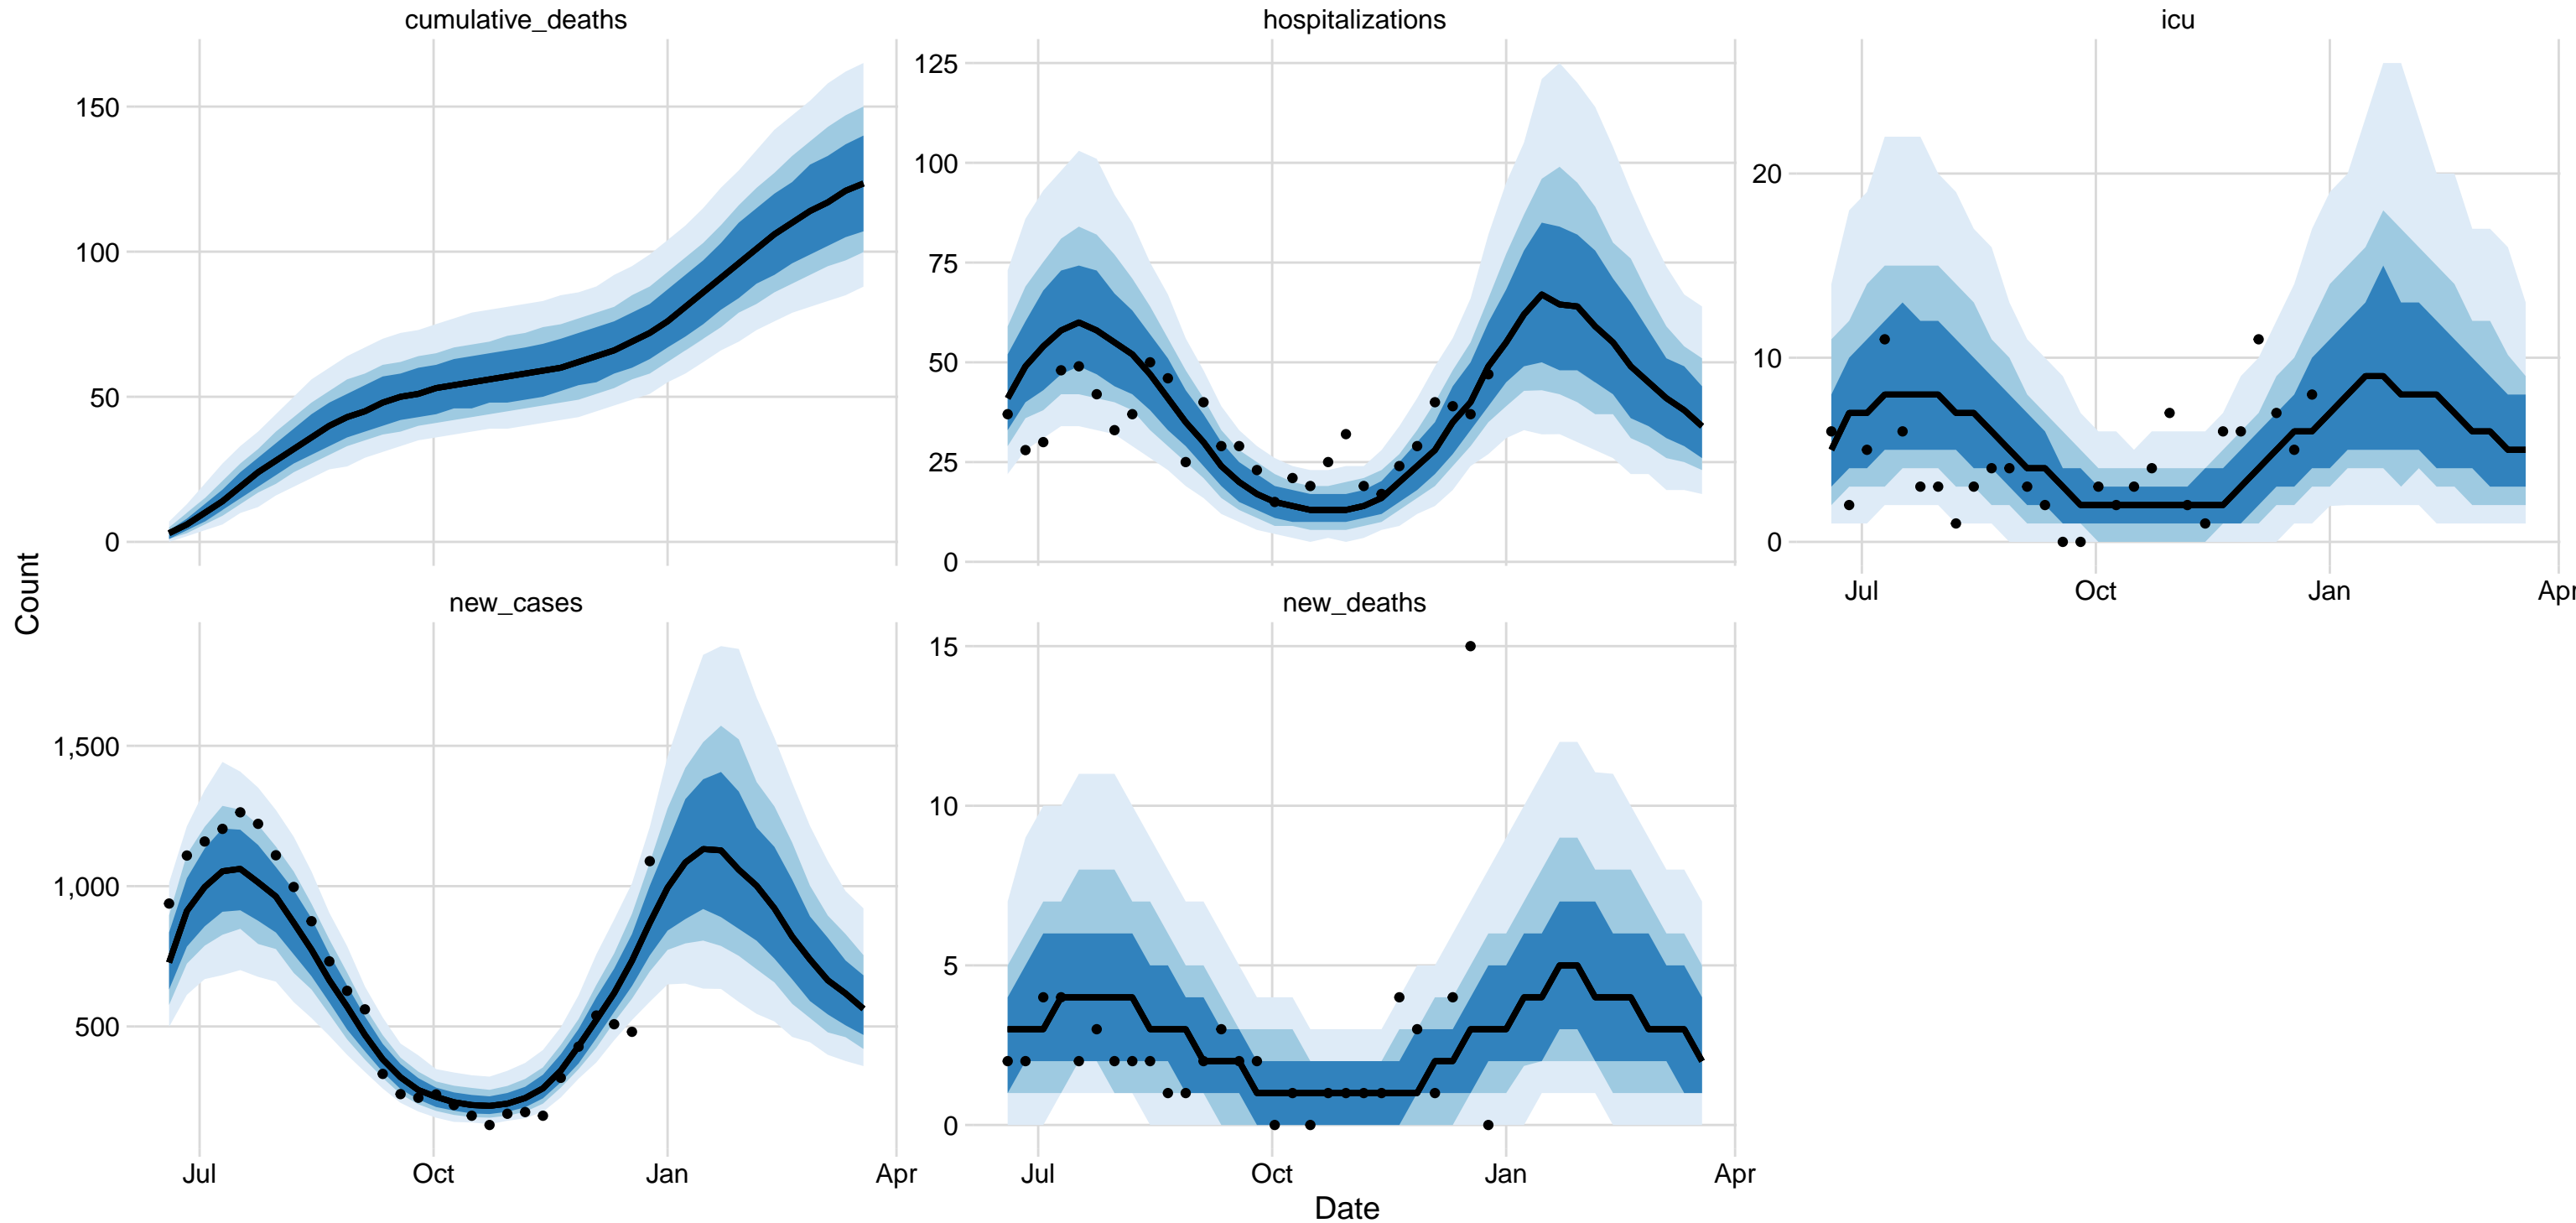 cumulative_deaths
hospitalizations
icu
150
100
50
0
125
100
75
50
25
0
20
10
0
Jul
Oct
Jan
Apr
Count
new_cases
new_deaths
1,500
1,000
500
15
10
5
0
Jul
Oct
Jan
Apr
Jul
Oct
Jan
Apr
Date